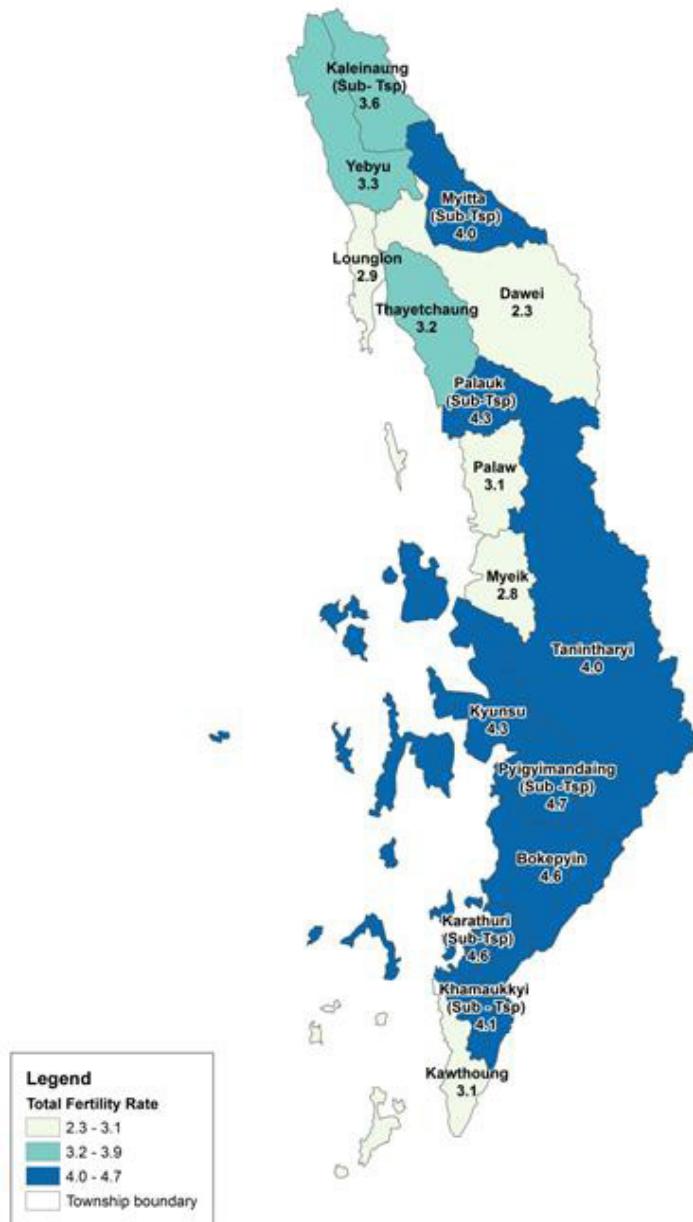 Kaleinaung
(Sub- Tsp)
3.6
Yebyu
3.3
Myitta
(Sub-Tsp)
4.0
Launglon
2.9
Dawei
2.3
Thayetchaung
3.2
Palauk
(Sub-Tsp)
4.3
Palaw
3.1
Myeik
2.8
Tanintharyi
4.0
Kyunsu
4.3
Pyigyimandaing
(Sub -Tsp)
4.7
Bokepyin
4.6
Karathuri
(Sub-Tsp)
4.6
Khamaukkyi
(Sub - Tsp)
4.1
Kawthoung
3.1
Legend
Total Fertility Rate
2.3 - 3.1
3.2 - 3.9
4.0 - 4.7
Township boundary